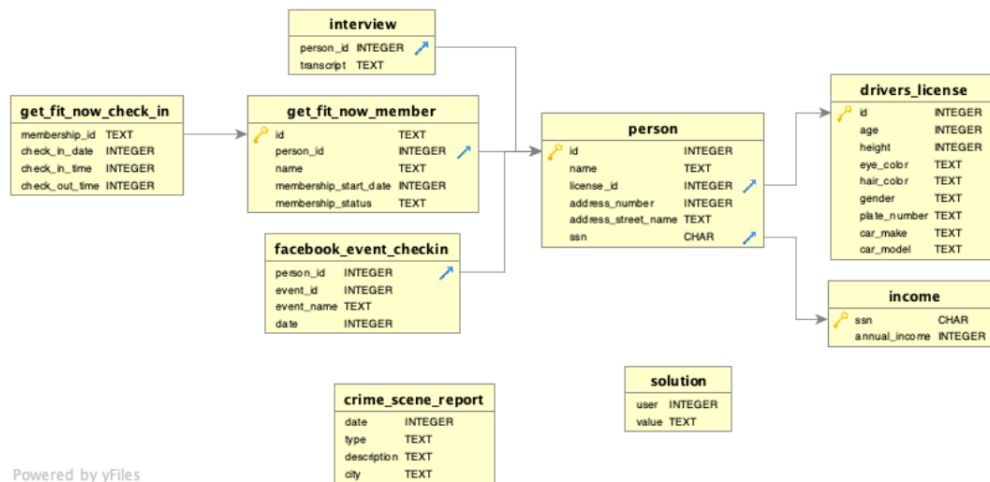 interview
person_id INTEGER
transcript TEXT
get_fit_now_check_in
membership_id TEXT
check_in_date INTEGER
check_in_time INTEGER
check_out_time INTEGER
get_fit_now_member
id TEXT
person_id INTEGER
name TEXT
membership_start_date INTEGER
membership_status TEXT
facebook_event_checkin
person_id INTEGER
event_id INTEGER
event_name TEXT
date INTEGER
person
id INTEGER
name TEXT
license_id INTEGER
address_number INTEGER
address_street_name TEXT
ssn CHAR
drivers_license
id INTEGER
age INTEGER
height INTEGER
eye_color TEXT
hair_color TEXT
gender TEXT
plate_number TEXT
car_make TEXT
car_model TEXT
income
ssn CHAR
annual_income INTEGER
solution
user INTEGER
value TEXT
crime_scene_report
date INTEGER
type TEXT
description TEXT
city TEXT
Powered by yFiles